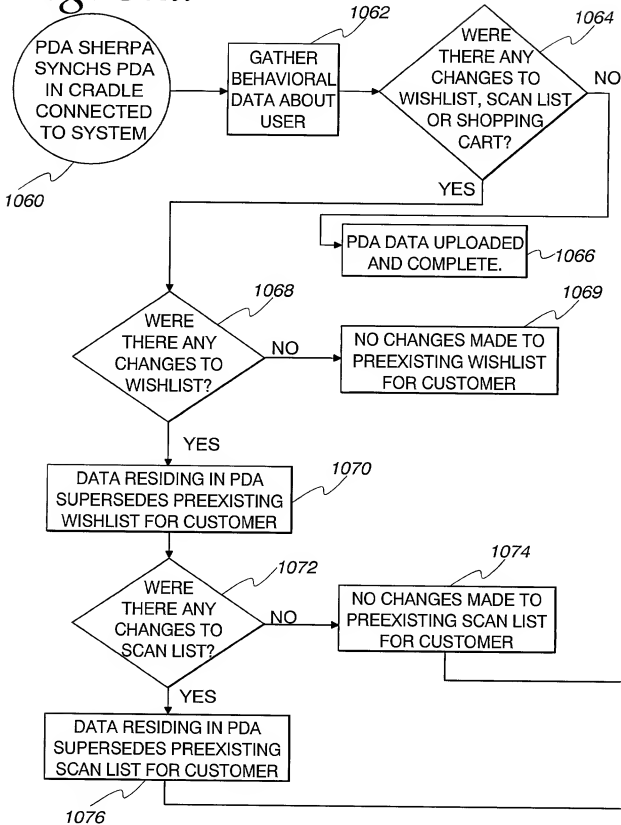 PDA SHERPA
SYNCHS PDA
IN CRADLE
CONNECTED
TO SYSTEM
1060
1062
GATHER
BEHAVIORAL
DATA ABOUT
USER
1064
WERE
THERE ANY
CHANGES TO
WISHLIST, SCAN LIST
OR SHOPPING
CART?
NO
YES
PDA DATA UPLOADED
AND COMPLETE.
1066
1068
WERE
THERE ANY
CHANGES TO
WISHLIST?
NO
1069
NO CHANGES MADE TO
PREEXISTING WISHLIST
FOR CUSTOMER
YES
1070
DATA RESIDING IN PDA
SUPERSEDES PREEXISTING
WISHLIST FOR CUSTOMER
1072
WERE
THERE ANY
CHANGES TO
SCAN LIST?
NO
1074
NO CHANGES MADE TO
PREEXISTING SCAN LIST
FOR CUSTOMER
YES
DATA RESIDING IN PDA
SUPERSEDES PREEXISTING
SCAN LIST FOR CUSTOMER
1076